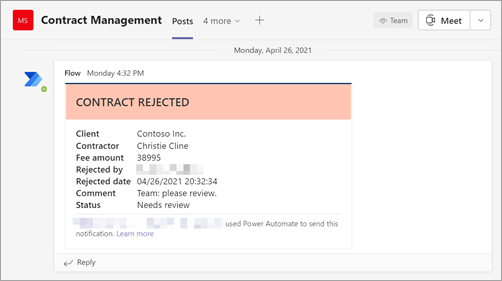 MS Contract Management Posts 4 more Team Meet
Monday, April 26, 2021
Flow Monday 4:32 PM
CONTRACT REJECTED
Client Contoso Inc.
Contractor Christie Cline
Fee amount 38995
Rejected by
Rejected date 04/26/2021 20:32:34
Comment Team: please review.
Status Needs review
used Power Automate to send this
notification. Learn more
Reply